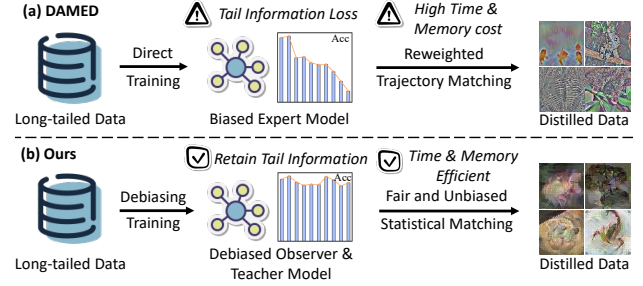 (a) DAMED
Tail Information Loss
High Time &
Memory cost
Direct
Training
Acc
Reweighted
Trajectory Matching
Long-tailed Data
Biased Expert Model
Distilled Data
(b) Ours
Retain Tail Information
Time & Memory
Efficient
Debiasing
Training
Acc
Fair and Unbiased
Statistical Matching
Long-tailed Data
Debiased Observer &
Teacher Model
Distilled Data